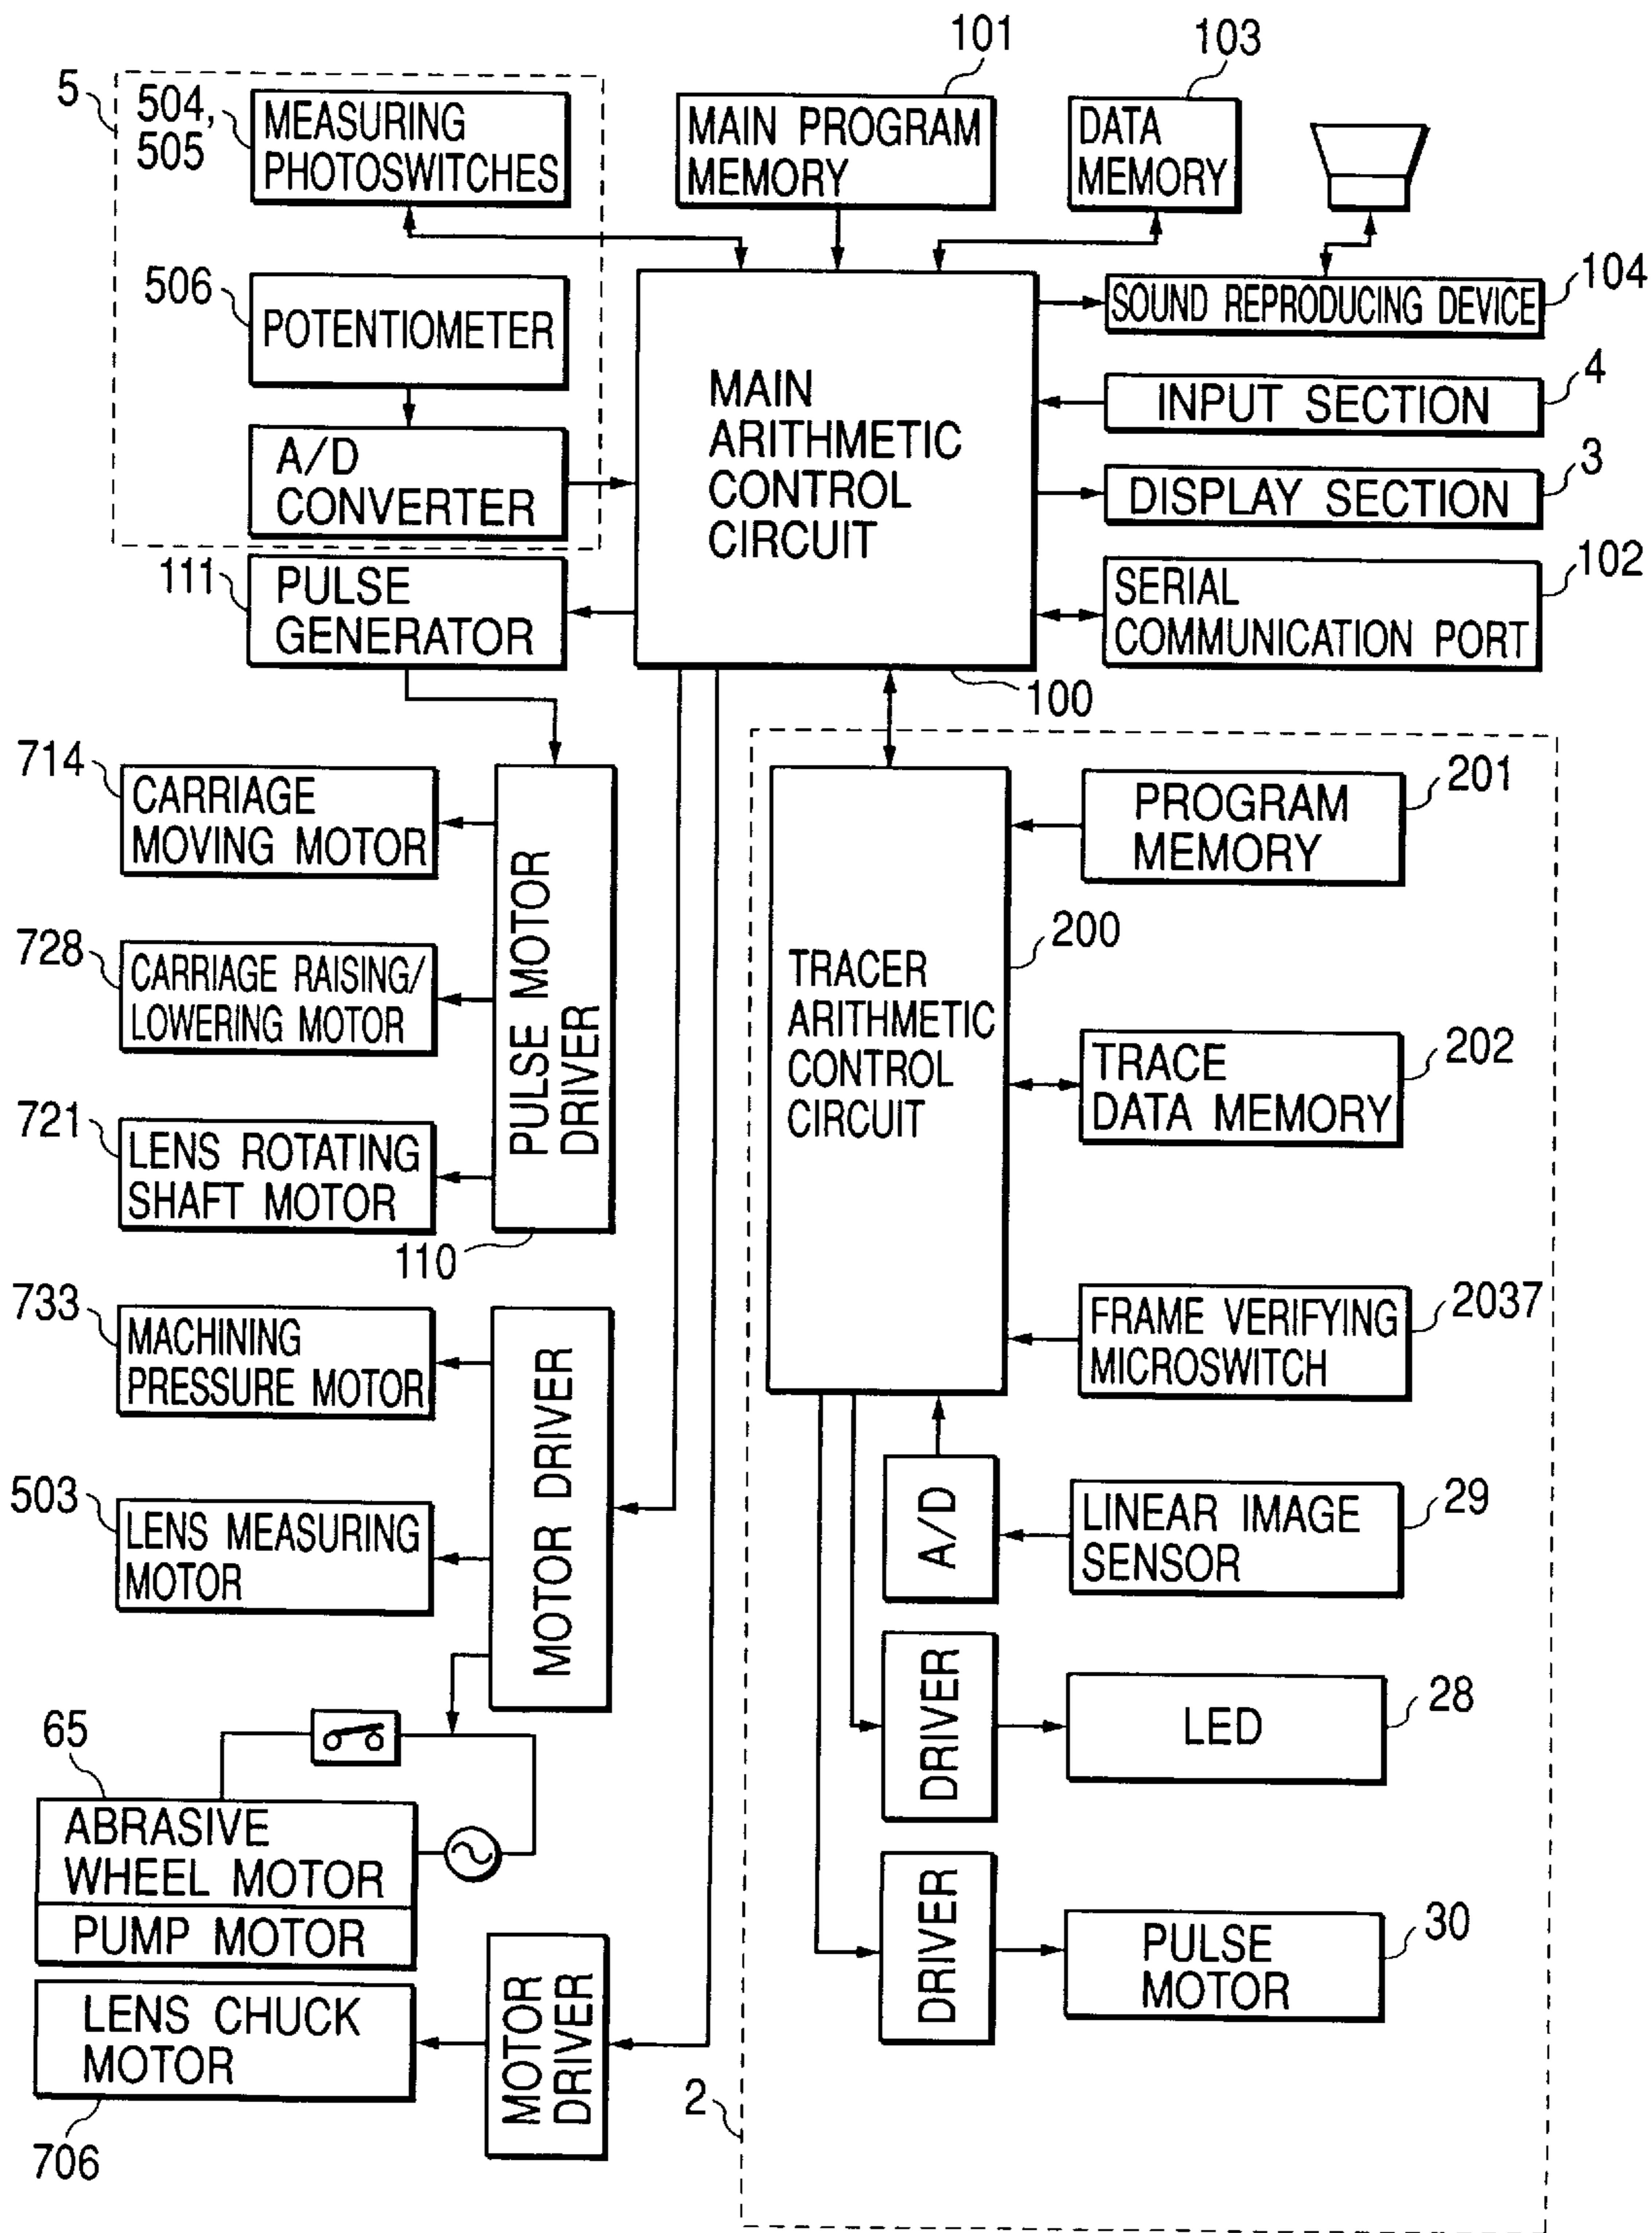 101
103
5
504,
505
MEASURING
PHOTOSWITCHES
MAIN PROGRAM
MEMORY
DATA
MEMORY
506
POTENTIOMETER
SOUND REPRODUCING DEVICE
104
MAIN
ARITHMETIC
CONTROL
CIRCUIT
INPUT SECTION
4
A/D
CONVERTER
DISPLAY SECTION
3
111
PULSE
GENERATOR
SERIAL
COMMUNICATION PORT
102
100
714
CARRIAGE
MOVING MOTOR
728
CARRIAGE RAISING/
LOWERING MOTOR
721
LENS ROTATING
SHAFT MOTOR
PULSE MOTOR
DRIVER
110
733
MACHINING
PRESSURE MOTOR
503
LENS MEASURING
MOTOR
MOTOR DRIVER
65
ABRASIVE
WHEEL MOTOR
PUMP MOTOR
LENS CHUCK
MOTOR
706
MOTOR
DRIVER
TRACER
ARITHMETIC
CONTROL
CIRCUIT
200
PROGRAM
MEMORY
201
TRACE
DATA MEMORY
202
FRAME VERIFYING
MICROSWITCH
2037
A/D
LINEAR IMAGE
SENSOR
29
DRIVER
LED
28
DRIVER
PULSE
MOTOR
30
2